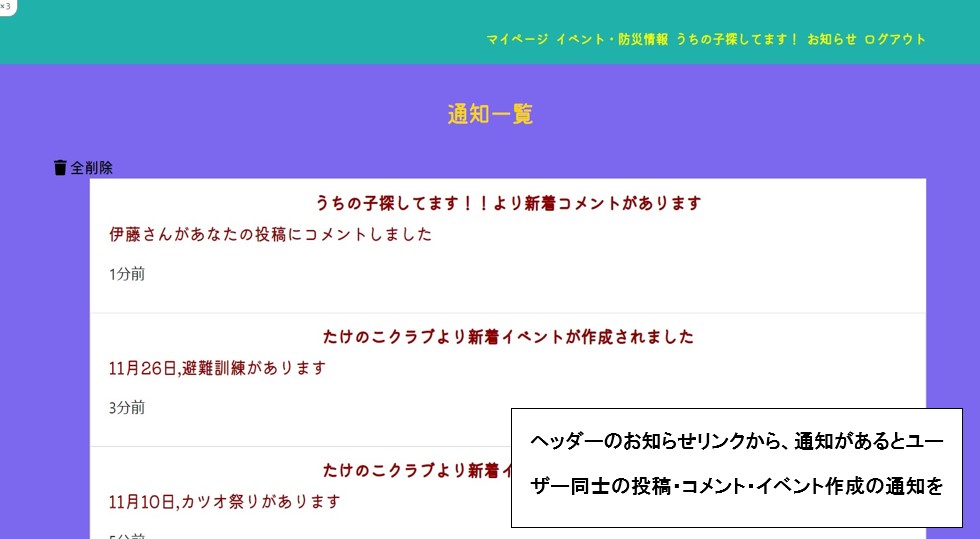 ×3
マイページ イベント・防災情報 うちの子探してます！ お知らせ ログアウト
通知一覧
全削除
うちの子探してます！！より新着コメントがあります
伊藤さんがあなたの投稿にコメントしました
1分前
たけのこクラブより新着イベントが作成されました
11月26日,避難訓練があります
3分前
たけのこクラブより新着イ
11月10日,カツオ祭りがあります
5分前
ヘッダーのお知らせリンクから、通知があるとユー
ザー同士の投稿・コメント・イベント作成の通知を